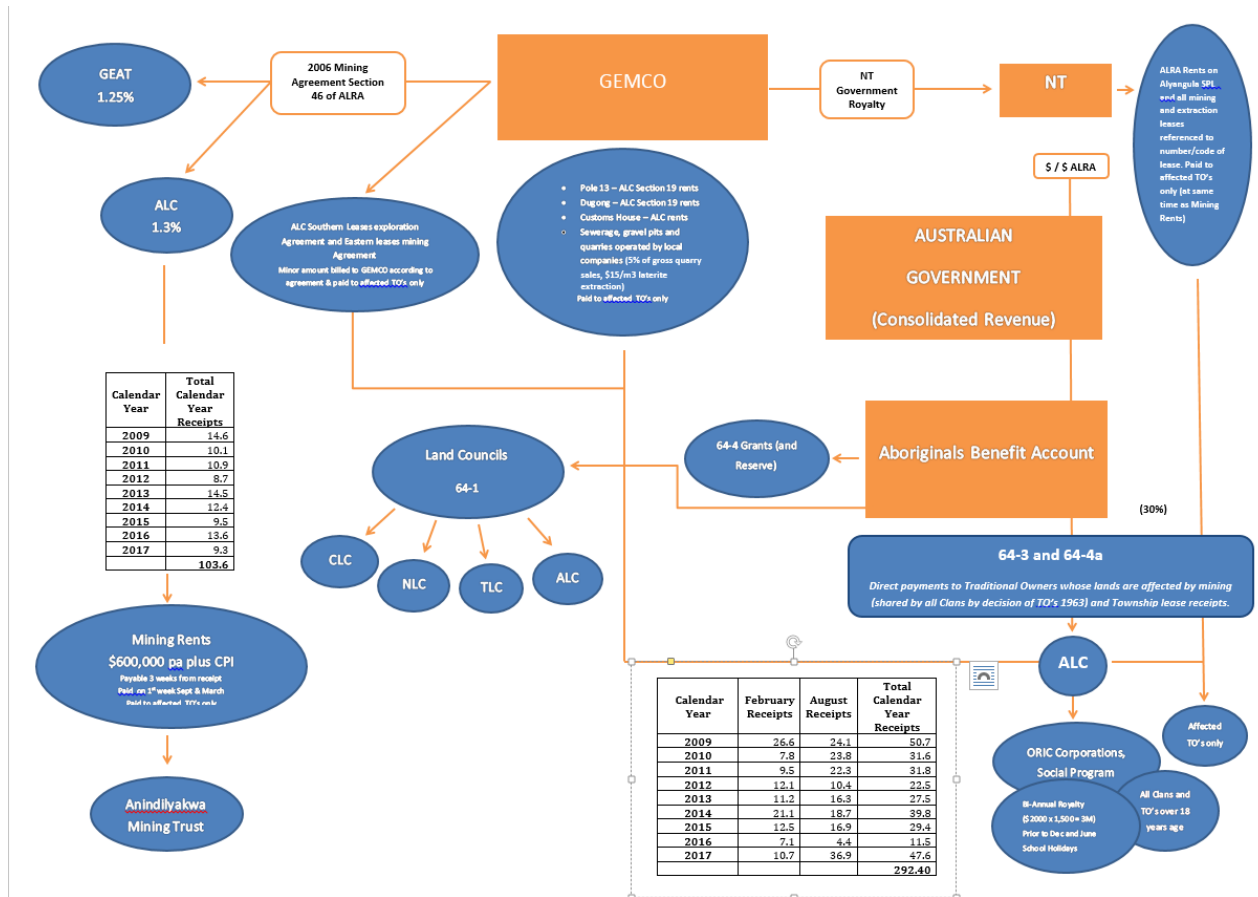 GEAT
1.25%
2006 Mining
Agreement Section
46 of ALRA
GEMCO
NT
Government
Royalty
NT
ALRA Rents on
Alyangula SPL
and all mining
and extraction
leases
referenced to
number/code of
lease. Paid to
affected TO's
only (at same
time as Mining
Rents)
ALC
1.3%
ALC Southern Leases exploration
Agreement and Eastern leases mining
Agreement
Minor amount billed to GEMCO according to
agreement & paid to affected TO's only
• Pole 13 – ALC Section 19 rents
• Dugong – ALC Section 19 rents
• Customs House – ALC rents
○ Sewerage, gravel pits and
quarries operated by local
companies (5% of gross quarry
sales, $15/m3 laterite
extraction)
Paid to affected TO's only
$ / $ ALRA
AUSTRALIAN
GOVERNMENT
(Consolidated Revenue)
Calendar Year Total Calendar Year Receipts
2009 14.6
2010 10.1
2011 10.9
2012 8.7
2013 14.5
2014 12.4
2015 9.5
2016 13.6
2017 9.3
103.6
Land Councils
64-1
64-4 Grants (and
Reserve)
Aboriginals Benefit Account
(30%)
CLC
NLC
TLC
ALC
64-3 and 64-4a
Direct payments to Traditional Owners whose lands are affected by mining
(shared by all Clans by decision of TO's 1963) and Township lease receipts.
Mining Rents
$600,000 pa plus CPI
Payable 3 weeks from receipt
Paid on 1st week Sept & March
Paid to affected TO's only
Anindilyakwa
Mining Trust
ALC
Calendar Year February Receipts August Receipts Total Calendar Year Receipts
2009 26.6 24.1 50.7
2010 7.8 23.8 31.6
2011 9.5 22.3 31.8
2012 12.1 10.4 22.5
2013 11.2 16.3 27.5
2014 21.1 18.7 39.8
2015 12.5 16.9 29.4
2016 7.1 4.4 11.5
2017 10.7 36.9 47.6
292.40
Affected
TO's only
ORIC Corporations,
Social Program
Bi-Annual Royalty
($2000 x 1,500= 3M)
Prior to Dec and June
School Holidays
All Clans and
TO's over 18
years age